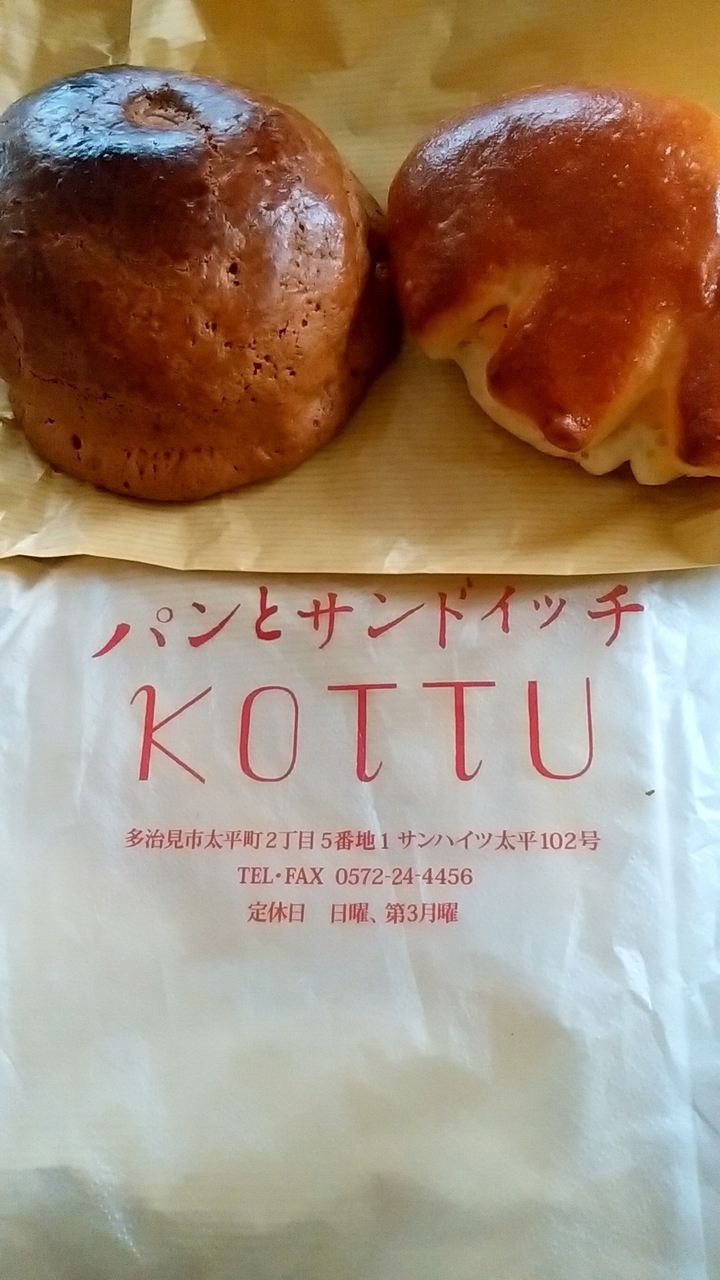 パンとサンドイッチ
KOTTU
多治見市太平町2丁目5番地1 サンハイツ太平102号
TEL･FAX 0572-24-4456
定休日　日曜、第3月曜